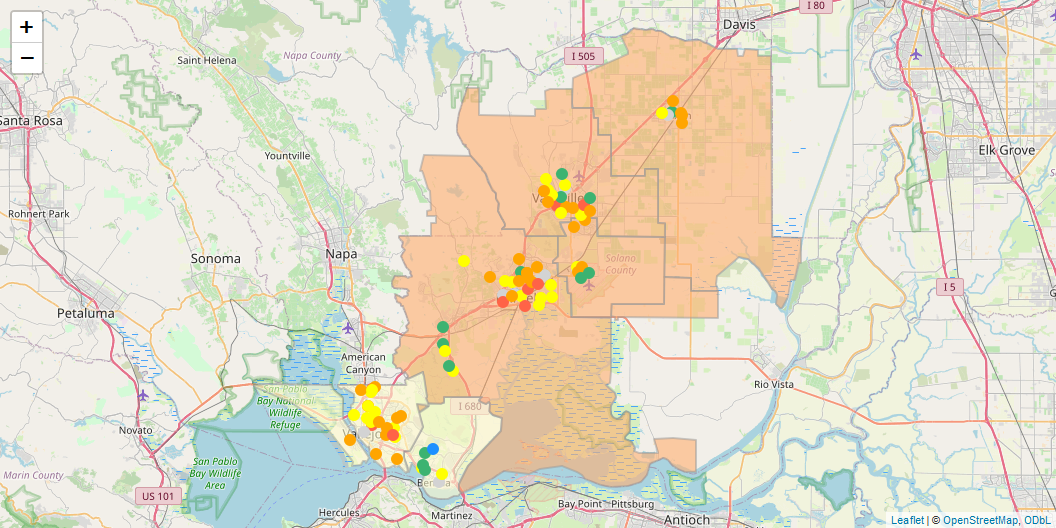 +
−
Saint Helena
Napa County
I 505
Davis
I 80
Santa Rosa
Yountville
Elk Grove
Rohnert Park
Sonoma
Napa
Solano
County
I 5
Petaluma
American
Canyon
Rio Vista
San Pablo
Bay National
Wildlife
Refuge
I 680
Novato
San Pablo
Bay Wildlife
Area
Marin County
US 101
Hercules
Martinez
Bay Point
Pittsburg
Antioch
Leaflet | © OpenStreetMap, ODbL